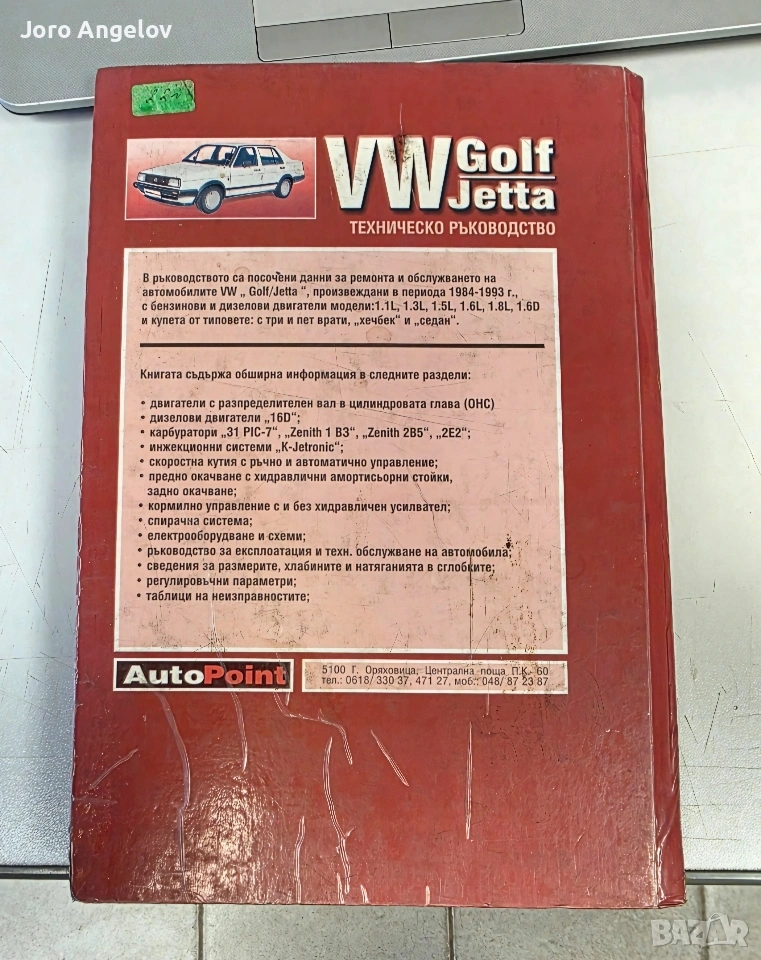 Joro Angelov
VW Golf
Jetta
ТЕХНИЧЕСКО РЪКОВОДСТВО
В ръководството са посочени данни за ремонта и обслужването на
автомобилите VW „ Golf/Jetta “, произвеждани в периода 1984-1993 г.,
с бензинови и дизелови двигатели модели:1.1L, 1.3L, 1.5L, 1.6L, 1.8L, 1.6D
и купета от типовете: с три и пет врати, „хечбек“ и „седан“.
Книгата съдържа обширна информация в следните раздели:
• двигатели с разпределителен вал в цилиндровата глава (ОНС)
• дизелови двигатели „16D“;
• карбуратори „31 PIC-7“, „Zenith 1 B3“, „Zenith 2B5“, „2E2“;
• инжекционни системи „K-Jetronic“;
• скоростна кутия с ръчно и автоматично управление;
• предно окачване с хидравлични амортисьорни стойки,
задно окачване;
• кормилно управление с и без хидравличен усилвател;
• спирачна система;
• електрооборудване и схеми;
• ръководство за експлоатация и техн. обслужване на автомобила;
• сведения за размерите, хлабините и натяганията в сглобките;
• регулировъчни параметри;
• таблици на неизправностите;
AutoPoint
5100 Г. Оряховица, Централна поща П.К. 60
тел.: 0618/ 330 37, 471 27, моб.: 048/ 87 23 87
BAZAR